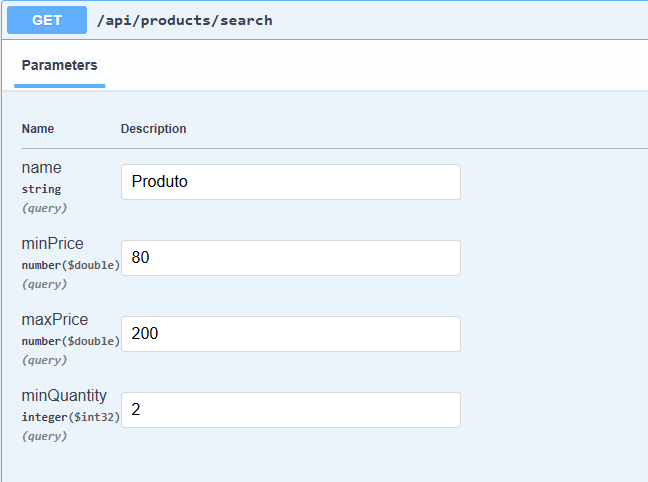 GET /api/products/search
Parameters
Name Description
name
string
(query)
Produto
minPrice
number($double)
(query)
80
maxPrice
number($double)
(query)
200
minQuantity
integer($int32)
(query)
2